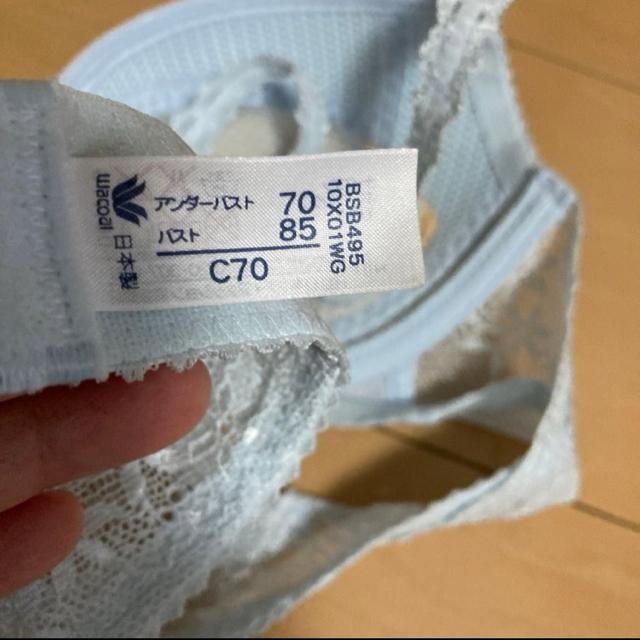 wacoal
日本製
アンダーバスト 70
バスト 85
C70
BSB495
10X01WG